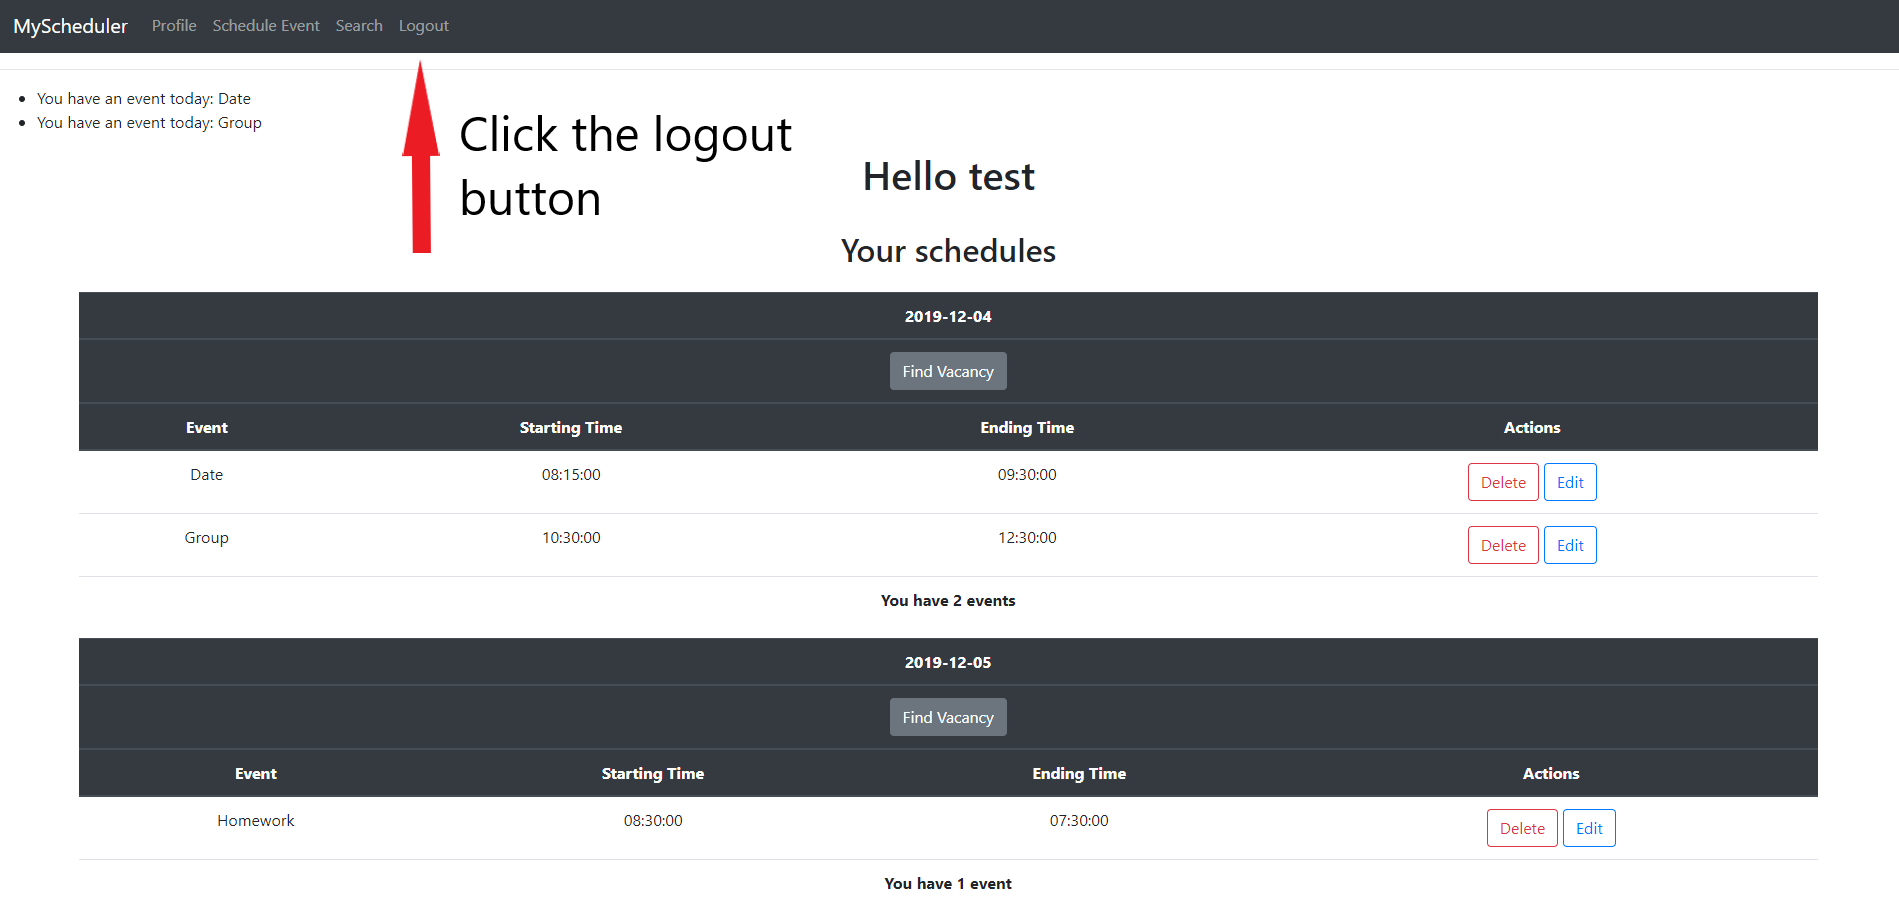 MyScheduler Profile Schedule Event Search Logout
You have an event today: Date
You have an event today: Group
Click the logout
button
Hello test
Your schedules
2019-12-04
Find Vacancy
Event Starting Time Ending Time Actions
Date 08:15:00 09:30:00 Delete Edit
Group 10:30:00 12:30:00 Delete Edit
You have 2 events
2019-12-05
Find Vacancy
Event Starting Time Ending Time Actions
Homework 08:30:00 07:30:00 Delete Edit
You have 1 event